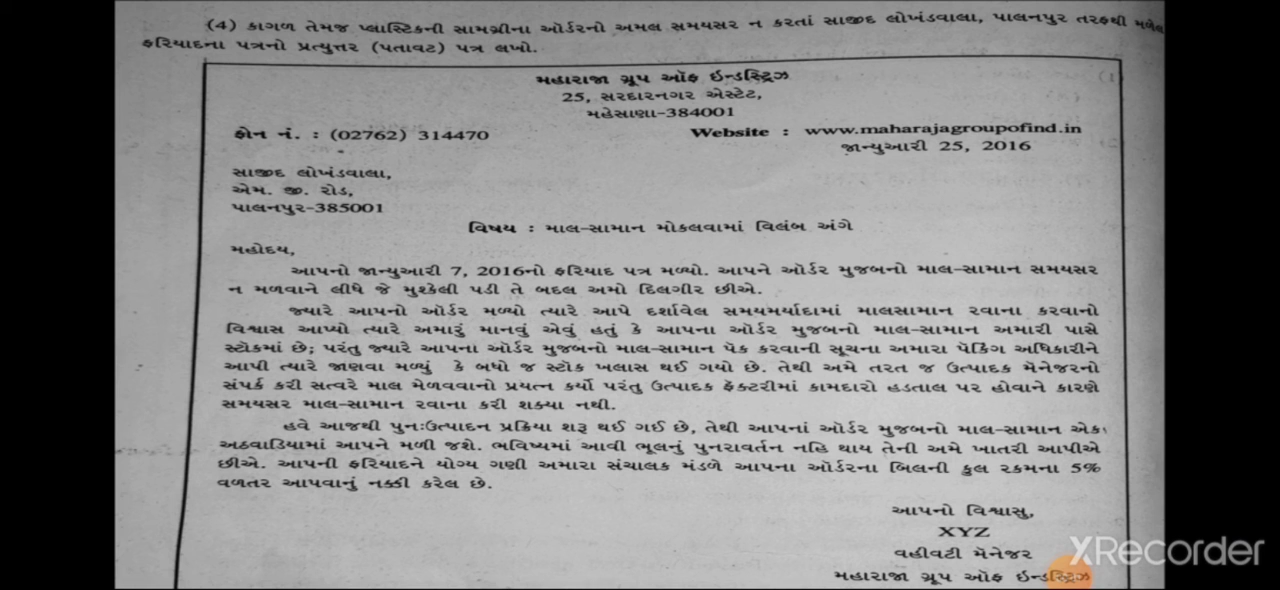 (4) કાગળ તેમજ પ્લાસ્ટિકની સામગ્રીના ઑર્ડરનો અમલ સમયસર ન કરતાં સાજીદ લોખંડવાલા, પાલનપુર તરફથી મળેલ
ફરિયાદના પત્રનો પ્રત્યુત્તર (પતાવટ) પત્ર લખો.
મહારાજા ગ્રૂપ ઑફ ઇન્ડસ્ટ્રિઝ
25, સરદારનગર એસ્ટેટ,
મહેસાણા-384001
ફોન નં. : (02762) 314470 Website : www.maharajagroupofind.in
જાન્યુઆરી 25, 2016
સાજીદ લોખંડવાલા,
એમ. જી. રોડ,
પાલનપુર-385001
વિષય : માલ-સામાન મોકલવામાં વિલંબ અંગે
મહોદય,
આપનો જાન્યુઆરી 7, 2016નો ફરિયાદ પત્ર મળ્યો. આપને ઑર્ડર મુજબનો માલ-સામાન સમયસર
ન મળવાને લીધે જે મુશ્કેલી પડી તે બદલ અમો દિલગીર છીએ.
જ્યારે આપનો ઑર્ડર મળ્યો ત્યારે આપે દર્શાવેલ સમયમર્યાદામાં માલસામાન રવાના કરવાનો
વિશ્વાસ આપ્યો ત્યારે અમારું માનવું એવું હતું કે આપના ઑર્ડર મુજબનો માલ-સામાન અમારી પાસે
સ્ટૉકમાં છે; પરંતુ જ્યારે આપના ઑર્ડર મુજબનો માલ-સામાન પૅક કરવાની સૂચના અમારા પૅકિંગ અધિકારીને
આપી ત્યારે જાણવા મળ્યું કે બધો જ સ્ટૉક ખલાસ થઈ ગયો છે. તેથી અમે તરત જ ઉત્પાદક મૅનેજરનો
સંપર્ક કરી સત્વરે માલ મેળવવાનો પ્રયત્ન કર્યો પરંતુ ઉત્પાદક ફૅક્ટરીમાં કામદારો હડતાલ પર હોવાને કારણે
સમયસર માલ-સામાન રવાના કરી શક્યા નથી.
હવે આજથી પુનઃઉત્પાદન પ્રક્રિયા શરૂ થઈ ગઈ છે, તેથી આપનાં ઑર્ડર મુજબનો માલ-સામાન એક
અઠવાડિયામાં આપને મળી જશે. ભવિષ્યમાં આવી ભૂલનું પુનરાવર્તન નહિ થાય તેની અમે ખાતરી આપીએ
છીએ. આપની ફરિયાદને યોગ્ય ગણી અમારા સંચાલક મંડળે આપના ઑર્ડરના બિલની કુલ રકમના 5%
વળતર આપવાનું નક્કી કરેલ છે.
આપનો વિશ્વાસુ,
XYZ
વહીવટી મૅનેજર
મહારાજા ગ્રૂપ ઑફ ઇન્ડસ્ટ્રિઝ
XRecorder